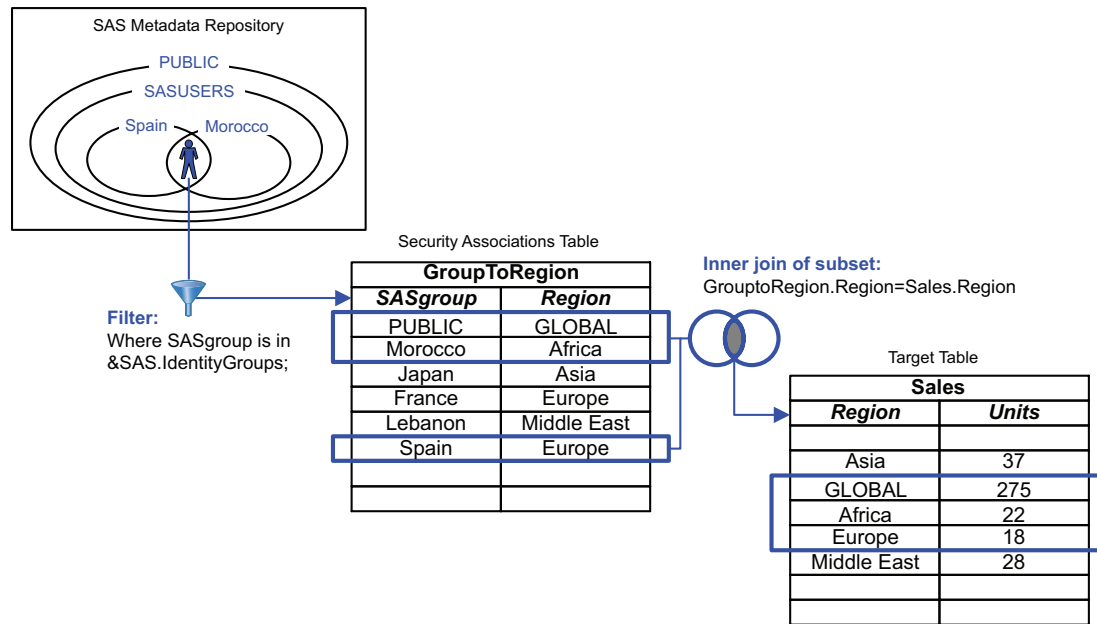 SAS Metadata Repository
PUBLIC
SASUSERS
Spain Morocco
Filter:
Where SASgroup is in
&SAS.IdentityGroups;
Security Associations Table
GroupToRegion
SASgroup Region
PUBLIC GLOBAL
Morocco Africa
Japan Asia
France Europe
Lebanon Middle East
Spain Europe
Inner join of subset:
GrouptoRegion.Region=Sales.Region
Target Table
Sales
Region Units
Asia 37
GLOBAL 275
Africa 22
Europe 18
Middle East 28